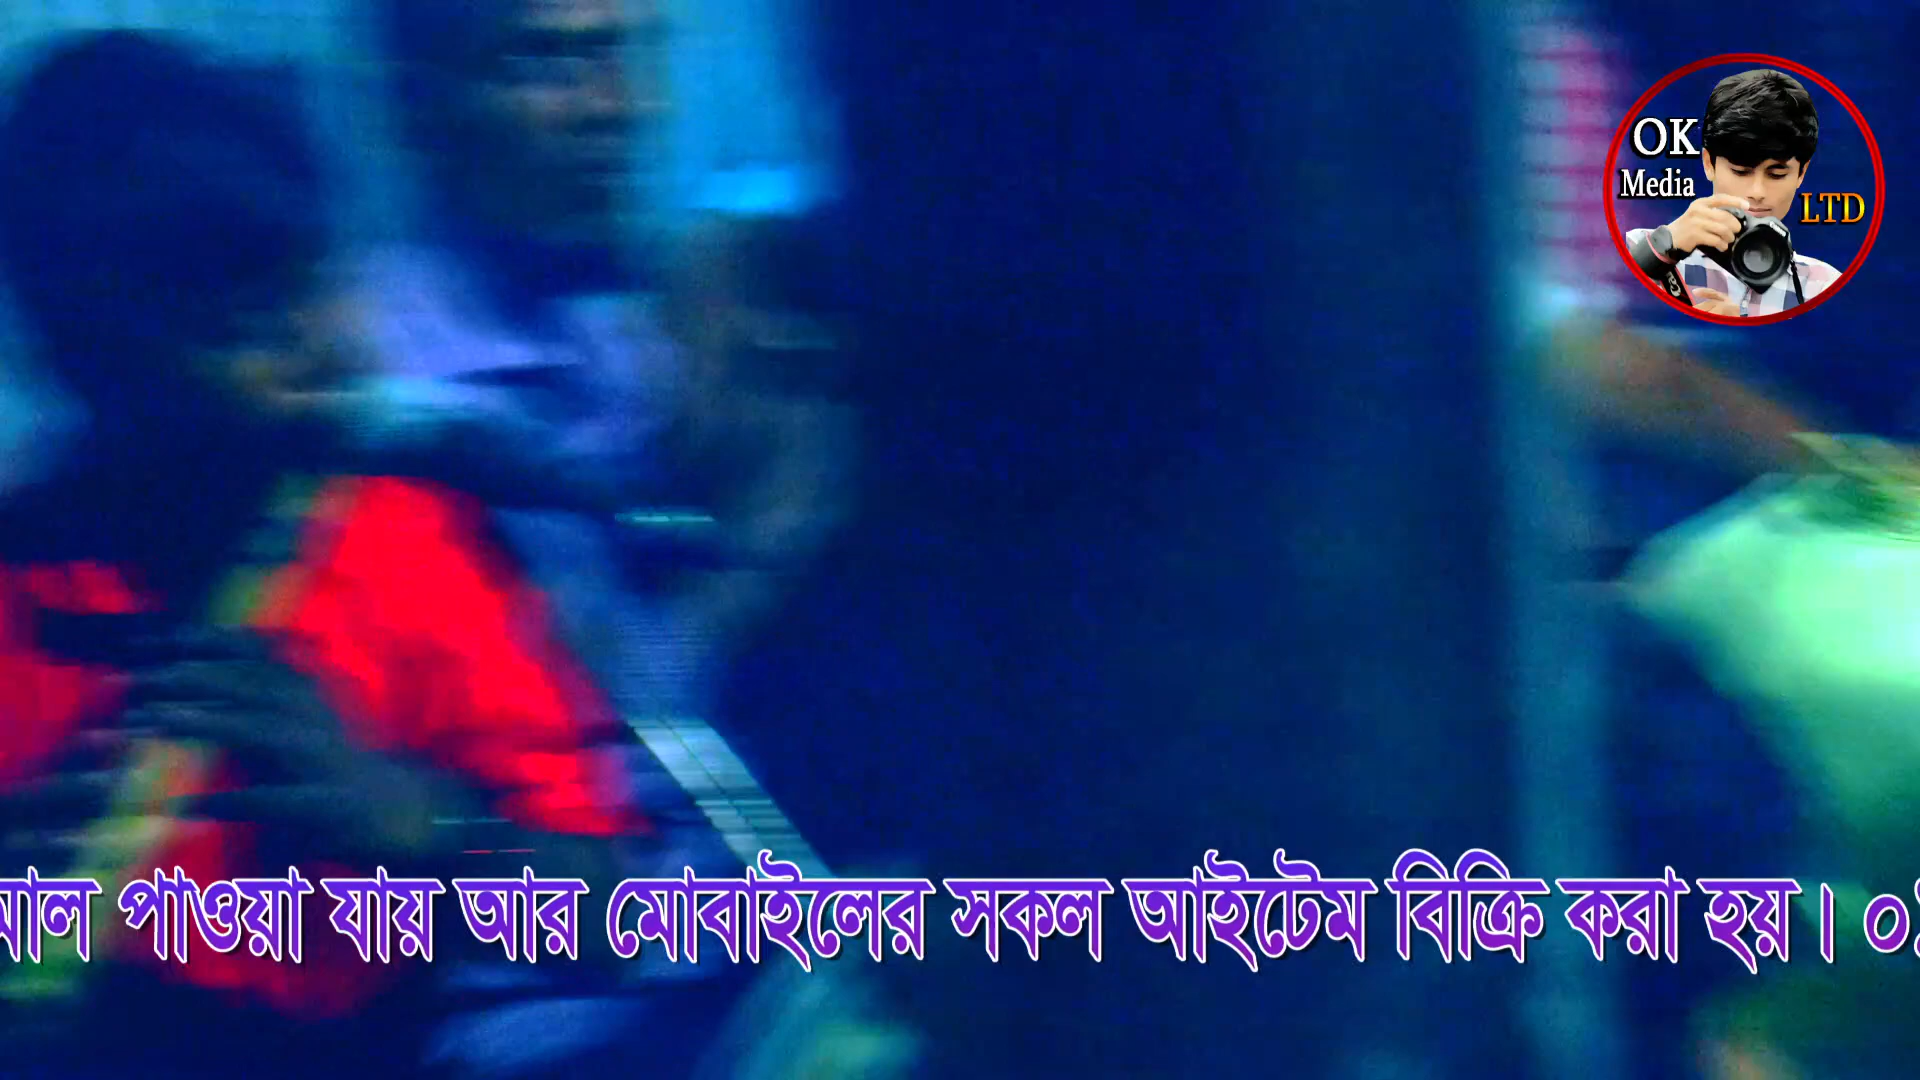 OK
Media
LTD
পাওয়া যায় আর মোবাইলের সকল আইটেম বিক্রি করা হয়। ০